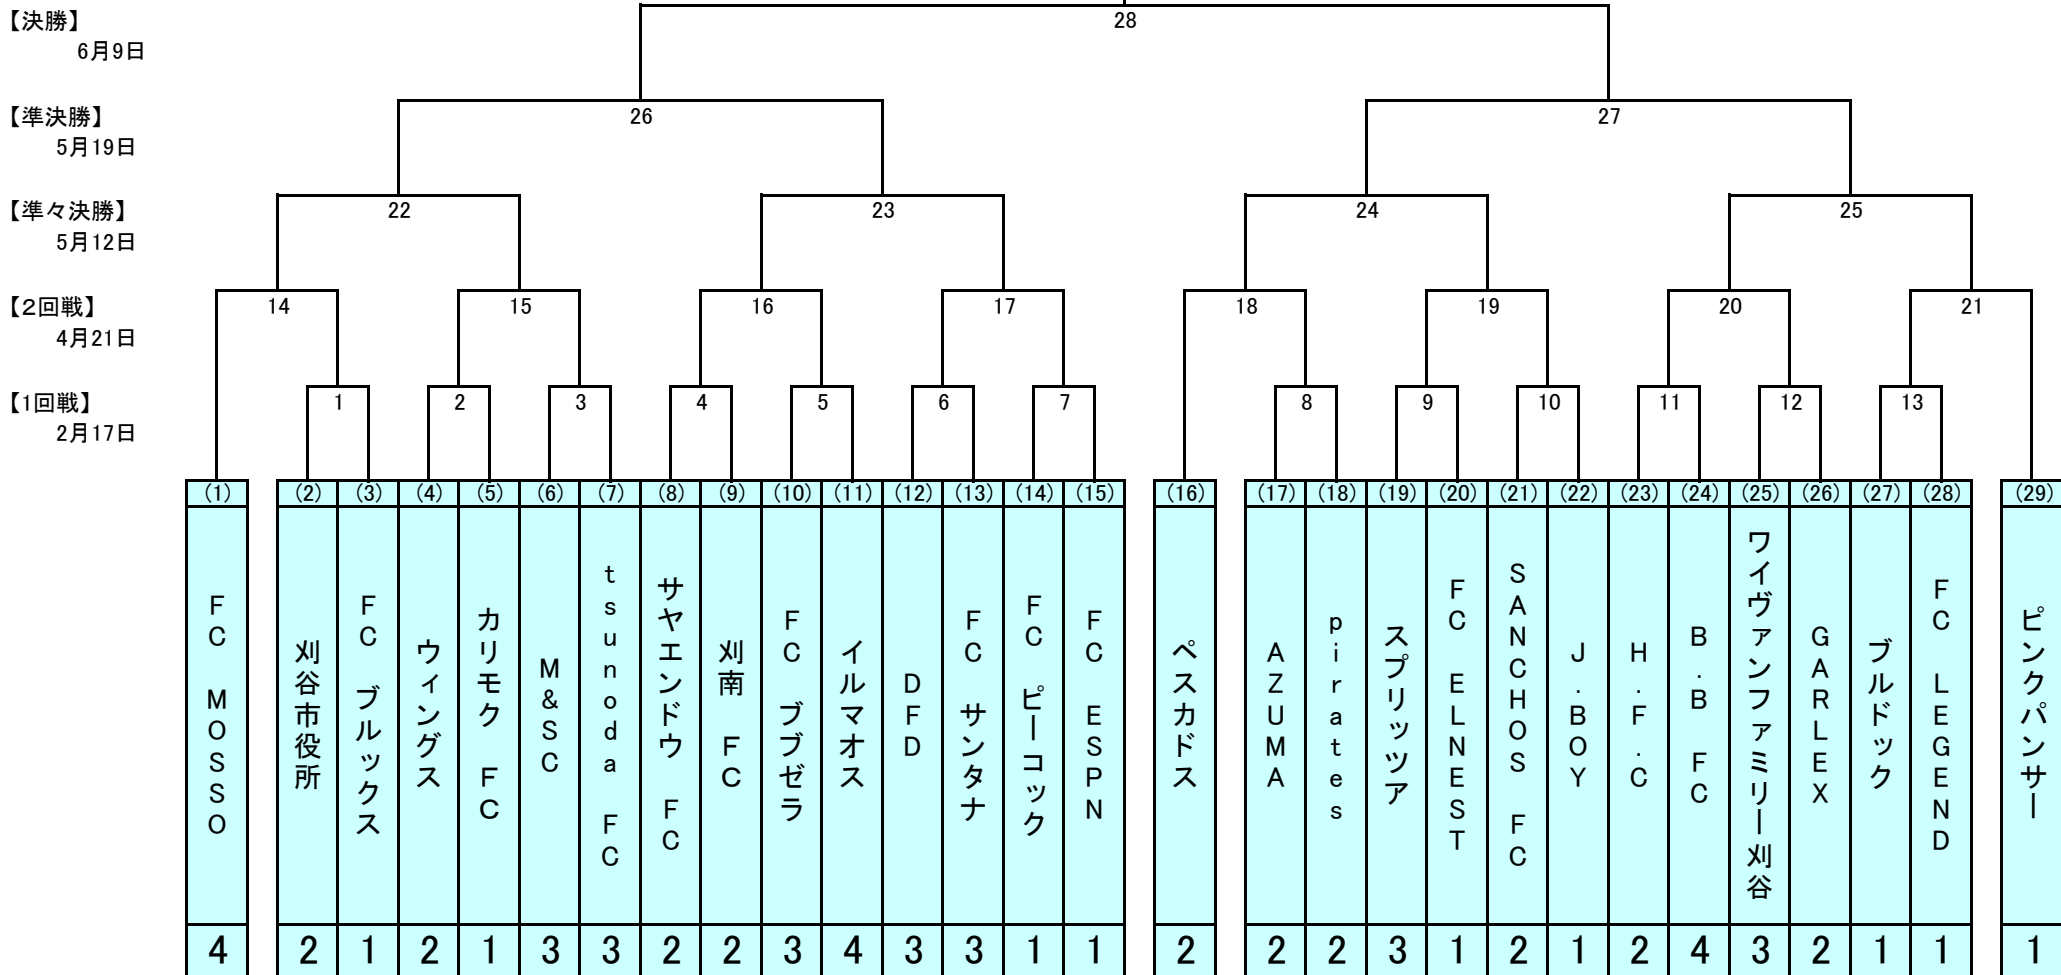 【決勝】
28
6月9日
【準決勝】
26
27
5月19日
【準々決勝】
22
23
24
25
5月12日
【2回戦】
14
15
16
17
18
19
20
21
4月21日
【1回戦】
1
2
3
4
5
6
7
8
9
10
11
12
13
2月17日
(1)
FC MOSSO
4
(2)
刈谷市役所
2
(3)
FC ブルックス
1
(4)
ウィングス
2
(5)
カリモク FC
1
(6)
M&SC
3
(7)
tsunoda FC
3
(8)
サヤエンドウ FC
2
(9)
刈南 FC
2
(10)
FC ブブゼラ
3
(11)
イルマオス
4
(12)
DFD
3
(13)
FC サンタナ
3
(14)
FC ピーコック
1
(15)
FC ESPN
1
(16)
ペスカドス
2
(17)
AZUMA
2
(18)
pirates
2
(19)
スプリッツア
3
(20)
FC ELNEST
1
(21)
SANCHOS FC
2
(22)
J.BOY
1
(23)
H.F.C
2
(24)
B.B FC
4
(25)
ワイヴァンファミリー刈谷
3
(26)
GARLEX
2
(27)
ブルドック
1
(28)
FC LEGEND
1
(29)
ピンクパンサー
1